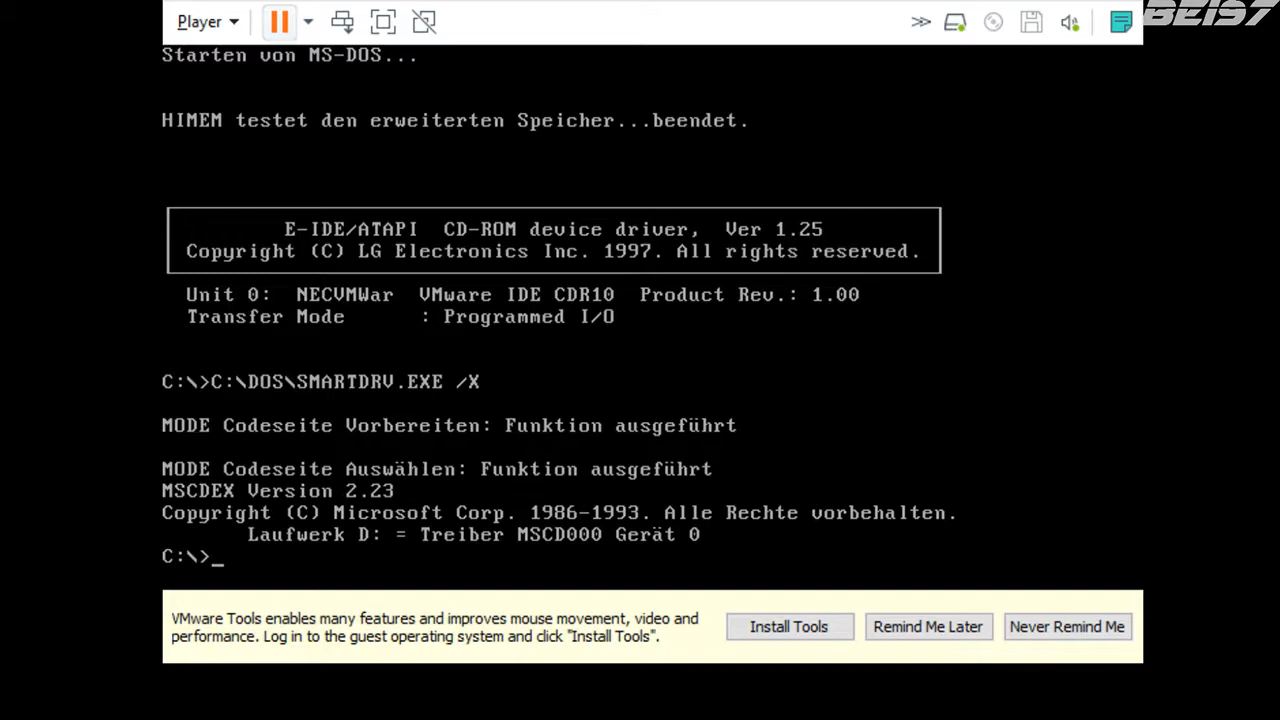 Player
BEI97
Starten von MS-DOS...
HIMEM testet den erweiterten Speicher...beendet.
E-IDE/ATAPI CD-ROM device driver, Ver 1.25
Copyright (C) LG Electronics Inc. 1997. All rights reserved.
Unit 0: NECVMWar VMware IDE CDR10 Product Rev.: 1.00
Transfer Mode : Programmed I/O
C:\>C:\DOS\SMARTDRV.EXE /X
MODE Codeseite Vorbereiten: Funktion ausgeführt
MODE Codeseite Auswählen: Funktion ausgeführt
MSCDEX Version 2.23
Copyright (C) Microsoft Corp. 1986-1993. Alle Rechte vorbehalten.
Laufwerk D: = Treiber MSCD000 Gerät 0
C:\>_
VMware Tools enables many features and improves mouse movement, video and
performance. Log in to the guest operating system and click "Install Tools".
Install Tools
Remind Me Later
Never Remind Me